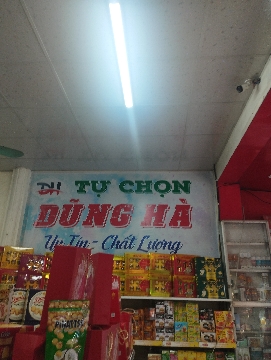 DH TỰ CHỌN
DŨNG HÀ
Uy Tín - Chất Lượng